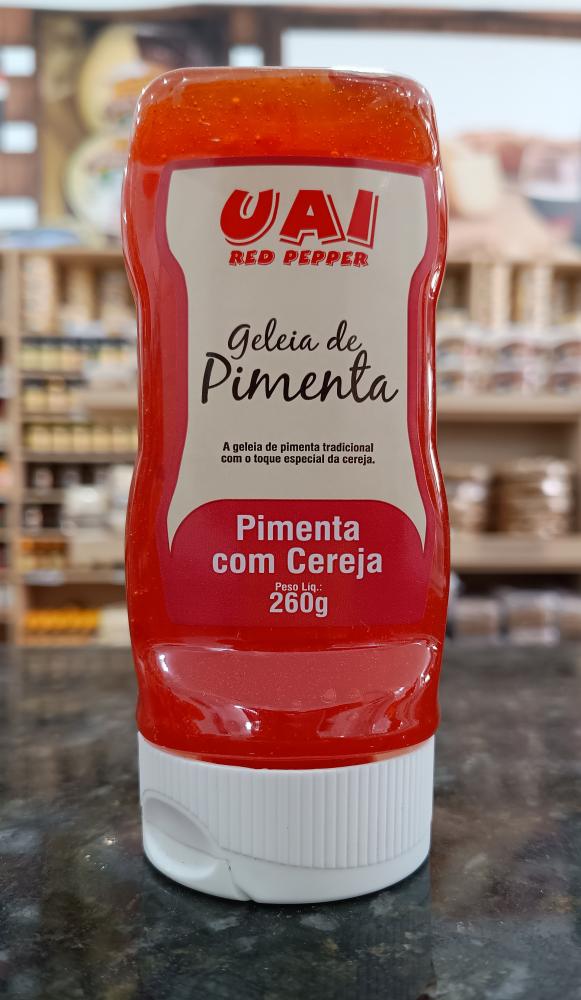 UAI
RED PEPPER
Geleia de
Pimenta
A geleia de pimenta tradicional
com o toque especial da cereja.
Pimenta
com Cereja
Peso Liq.:
260g